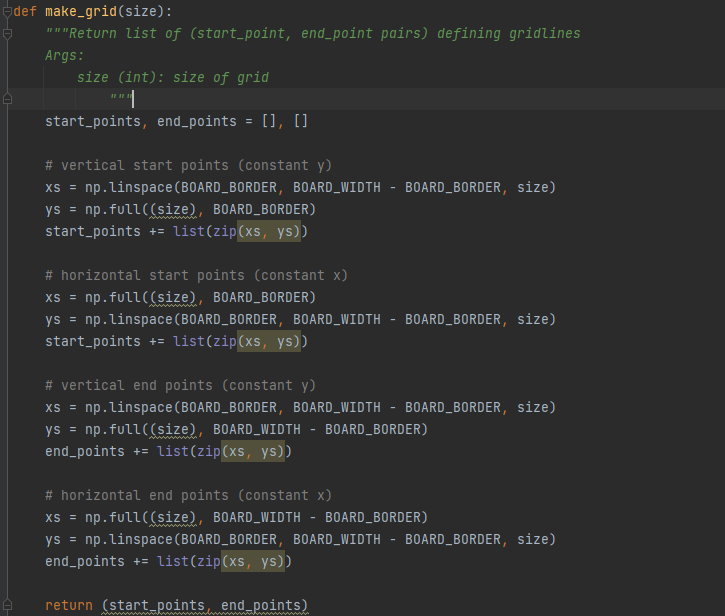 def make_grid(size):
    """Return list of (start_point, end_point pairs) defining gridlines
    Args:
        size (int): size of grid
            """
    start_points, end_points = [], []

    # vertical start points (constant y)
    xs = np.linspace(BOARD_BORDER, BOARD_WIDTH - BOARD_BORDER, size)
    ys = np.full((size), BOARD_BORDER)
    start_points += list(zip(xs, ys))

    # horizontal start points (constant x)
    xs = np.full((size), BOARD_BORDER)
    ys = np.linspace(BOARD_BORDER, BOARD_WIDTH - BOARD_BORDER, size)
    start_points += list(zip(xs, ys))

    # vertical end points (constant y)
    xs = np.linspace(BOARD_BORDER, BOARD_WIDTH - BOARD_BORDER, size)
    ys = np.full((size), BOARD_WIDTH - BOARD_BORDER)
    end_points += list(zip(xs, ys))

    # horizontal end points (constant x)
    xs = np.full((size), BOARD_WIDTH - BOARD_BORDER)
    ys = np.linspace(BOARD_BORDER, BOARD_WIDTH - BOARD_BORDER, size)
    end_points += list(zip(xs, ys))

    return (start_points, end_points)